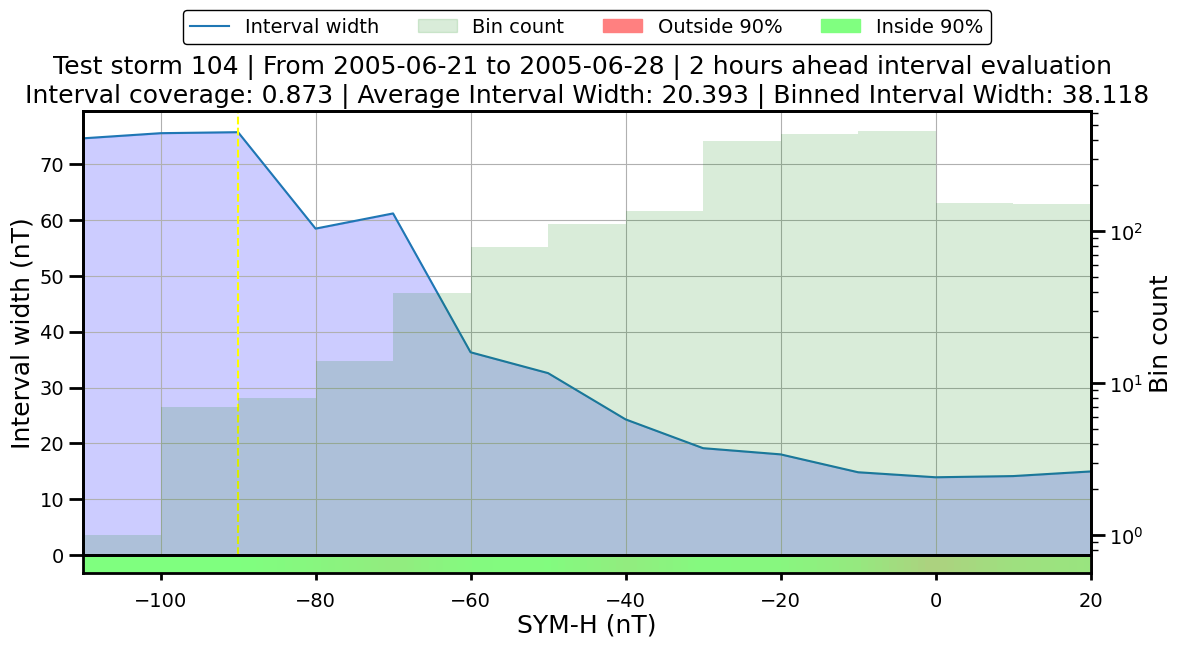 Interval width Bin count Outside 90% Inside 90%
Test storm 104 | From 2005-06-21 to 2005-06-28 | 2 hours ahead interval evaluation
Interval coverage: 0.873 | Average Interval Width: 20.393 | Binned Interval Width: 38.118
Interval width (nT)
70
60
50
40
30
20
10
0
10²
10¹
10⁰
Bin count
−100 −80 −60 −40 −20 0 20
SYM-H (nT)